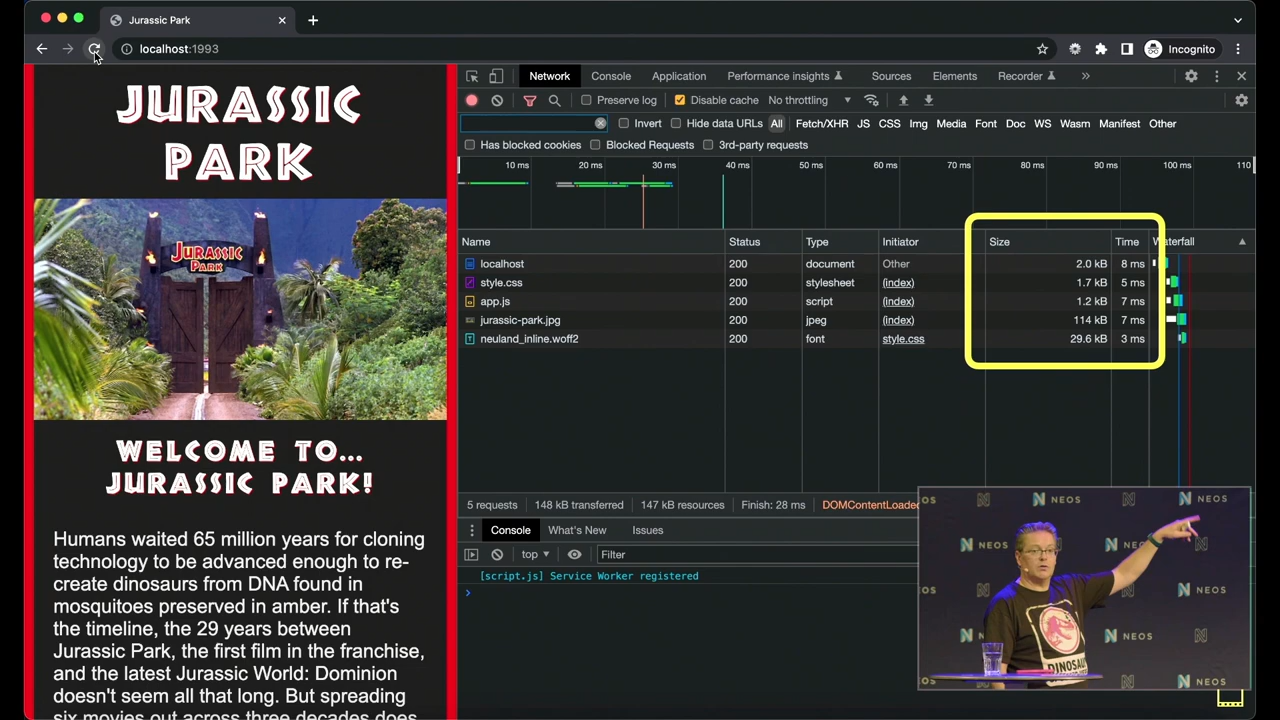 Jurassic Park
localhost:1993
Incognito
JURASSIC
PARK
JURASSIC
PARK
WELCOME TO...
JURASSIC PARK!
Humans waited 65 million years for cloning
technology to be advanced enough to re-
create dinosaurs from DNA found in
mosquitoes preserved in amber. If that's
the timeline, the 29 years between
Jurassic Park, the first film in the franchise,
and the latest Jurassic World: Dominion
doesn't seem all that long. But spreading
six movies out across three decades does
Network Console Application Performance insights Sources Elements Recorder »
Preserve log Disable cache No throttling
Invert Hide data URLs All Fetch/XHR JS CSS Img Media Font Doc WS Wasm Manifest Other
Has blocked cookies Blocked Requests 3rd-party requests
10 ms 20 ms 30 ms 40 ms 50 ms 60 ms 70 ms 80 ms 90 ms 100 ms 110
Name Status Type Initiator Size Time Waterfall
localhost 200 document Other 2.0 kB 8 ms
style.css 200 stylesheet (index) 1.7 kB 5 ms
app.js 200 script (index) 1.2 kB 7 ms
jurassic-park.jpg 200 jpeg (index) 114 kB 7 ms
neuland_inline.woff2 200 font style.css 29.6 kB 3 ms
5 requests 148 kB transferred 147 kB resources Finish: 28 ms DOMContentLoaded
Console What's New Issues
top Filter
[script.js] Service Worker registered
EOS NEOS NEOS
NEOS NEOS
NEOS
NEOS
DINOSAU